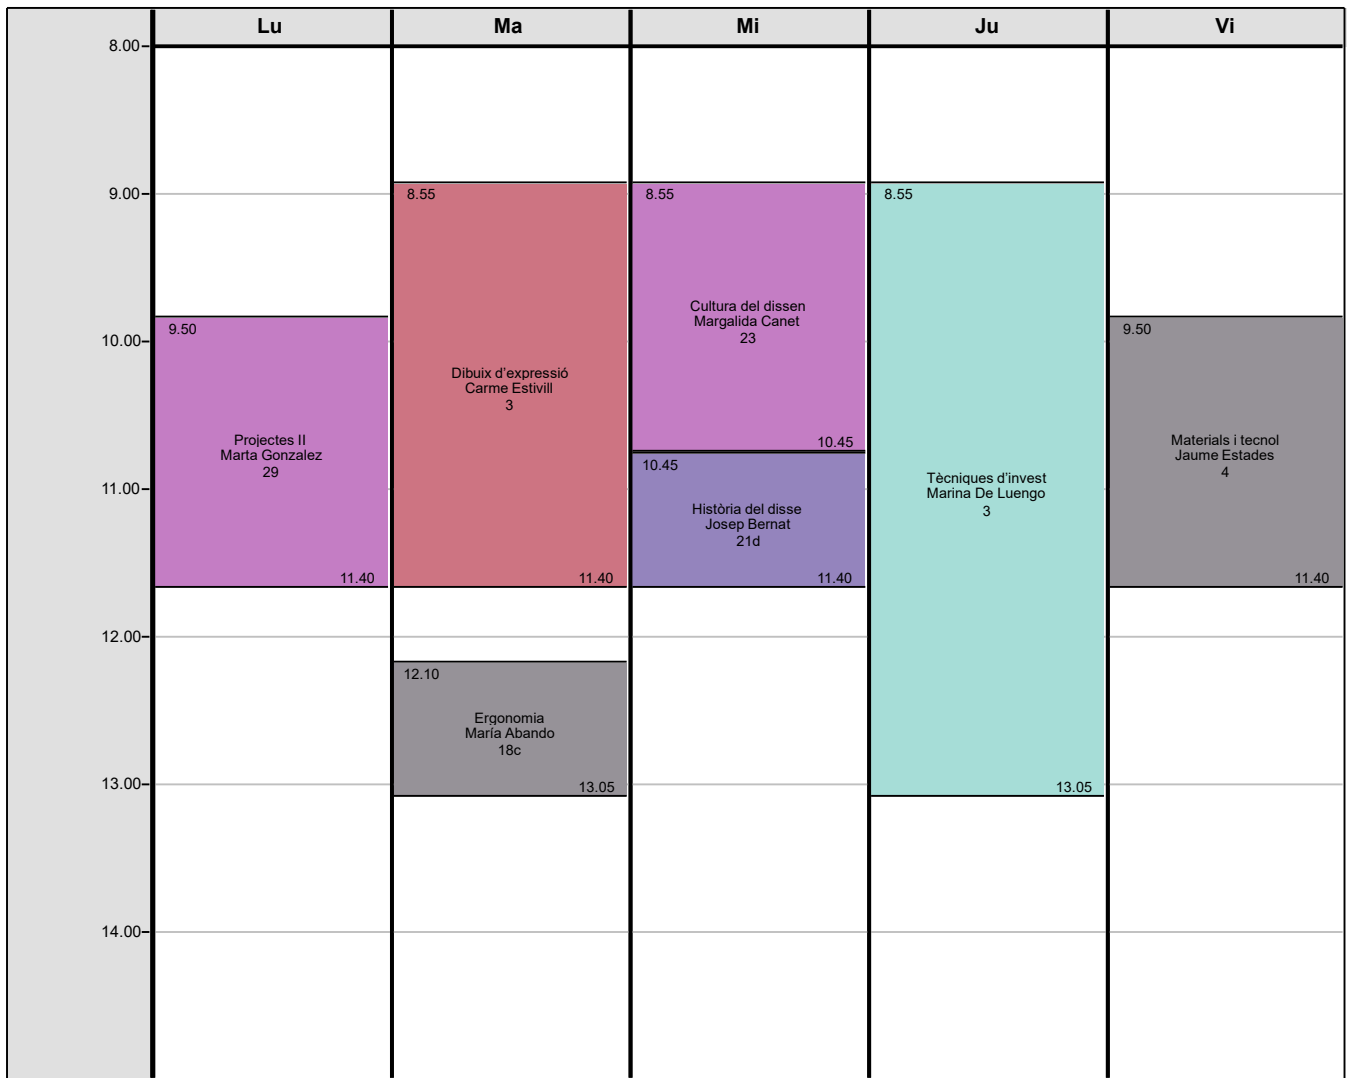 Lu
Ma
Mi
Ju
Vi
8.00
9.00
10.00
11.00
12.00
13.00
14.00
9.50
Projectes II
Marta Gonzalez
29
11.40
8.55
Dibuix d'expressió
Carme Estivill
3
11.40
12.10
Ergonomia
María Abando
18c
13.05
8.55
Cultura del dissen
Margalida Canet
23
10.45
10.45
Història del disse
Josep Bernat
21d
11.40
8.55
Tècniques d'invest
Marina De Luengo
3
13.05
9.50
Materials i tecnol
Jaume Estades
4
11.40